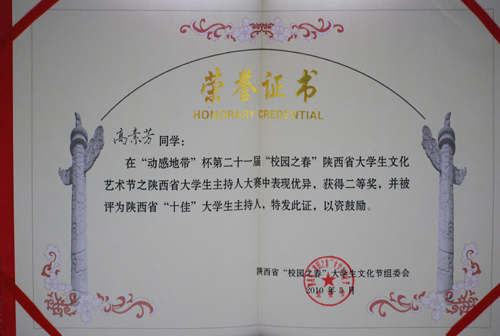 荣誉证书
HONORARY CREDENTIAL
高素芳 同学：
在“动感地带”杯第二十一届“校园之春”陕西省大学生文化
艺术节之陕西省大学生主持人大赛中表现优异，获得二等奖，并被
评为陕西省“十佳”大学生主持人，特发此证，以资鼓励。
陕西省“校园之春”大学生文化节组委会
2010 年 5 月